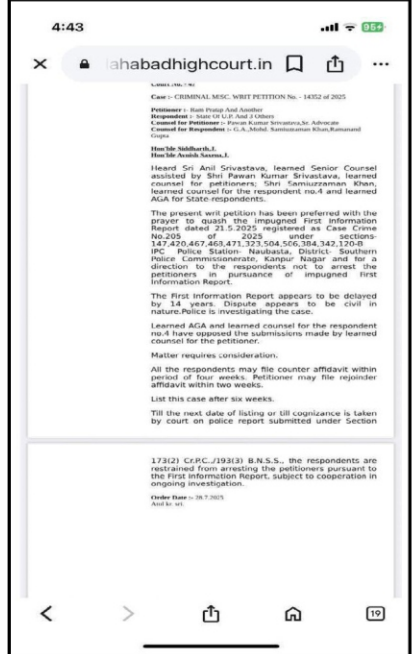 4:43
95+
ahabadhighcourt.in
Court No. - 47
Case :- CRIMINAL MISC. WRIT PETITION No. - 14352 of 2025
Petitioner :- Ram Pratap And Another
Respondent :- State Of U.P. And 3 Others
Counsel for Petitioner :- Pawan Kumar Srivastava,Sr. Advocate
Counsel for Respondent :- G.A.,Mohd. Samiuzzaman Khan,Ramanand
Gupta
Hon'ble Siddharth,J.
Hon'ble Avnish Saxena,J.
Heard Sri Anil Srivastava, learned Senior Coursel
assisted by Shri Pawan Kumar Srivastava, learned
counsel for petitioners; Shri Samiuzzaman Khan,
learned counsel for the respondent no.4 and learned
AGA for State-respondents.
The present writ petition has been preferred with the
prayer to quash the impugned First Information
Report dated 21.5.2025 registered as Case Crime
No.205 of 2025 under sections-
147,420,467,468,471,323,504,506,384,342,120-B
IPC Police Station- Naubasta, District- Southern
Police Commissionerate, Kanpur Nagar and for a
direction to the respondents not to arrest the
petitioners in pursuance of impugned First
Information Report.
The First Information Report appears to be delayed
by 14 years. Dispute appears to be civil in
nature.Police is investigating the case.
Learned AGA and learned counsel for the respondent
no.4 have opposed the submissions made by learned
counsel for the petitioner.
Matter requires consideration.
All the respondents may file counter affidavit within
period of four weeks. Petitioner may file rejoinder
affidavit within two weeks.
List this case after six weeks.
Till the next date of listing or till cognizance is taken
by court on police report submitted under Section
173(2) Cr.P.C./193(3) B.N.S.S., the respondents are
restrained from arresting the petitioners pursuant to
the First Information Report, subject to cooperation in
ongoing investigation.
Order Date :- 28.7.2025
19